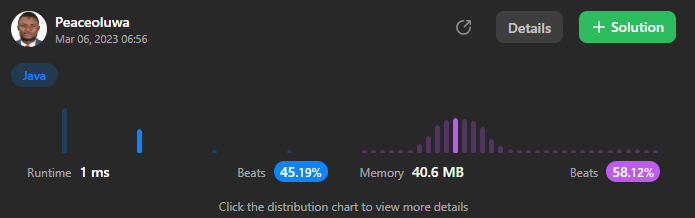 Peaceoluwa
Mar 06, 2023 06:56
Details
+ Solution
Java
Runtime 1 ms Beats 45.19%
Memory 40.6 MB Beats 58.12%
Click the distribution chart to view more details